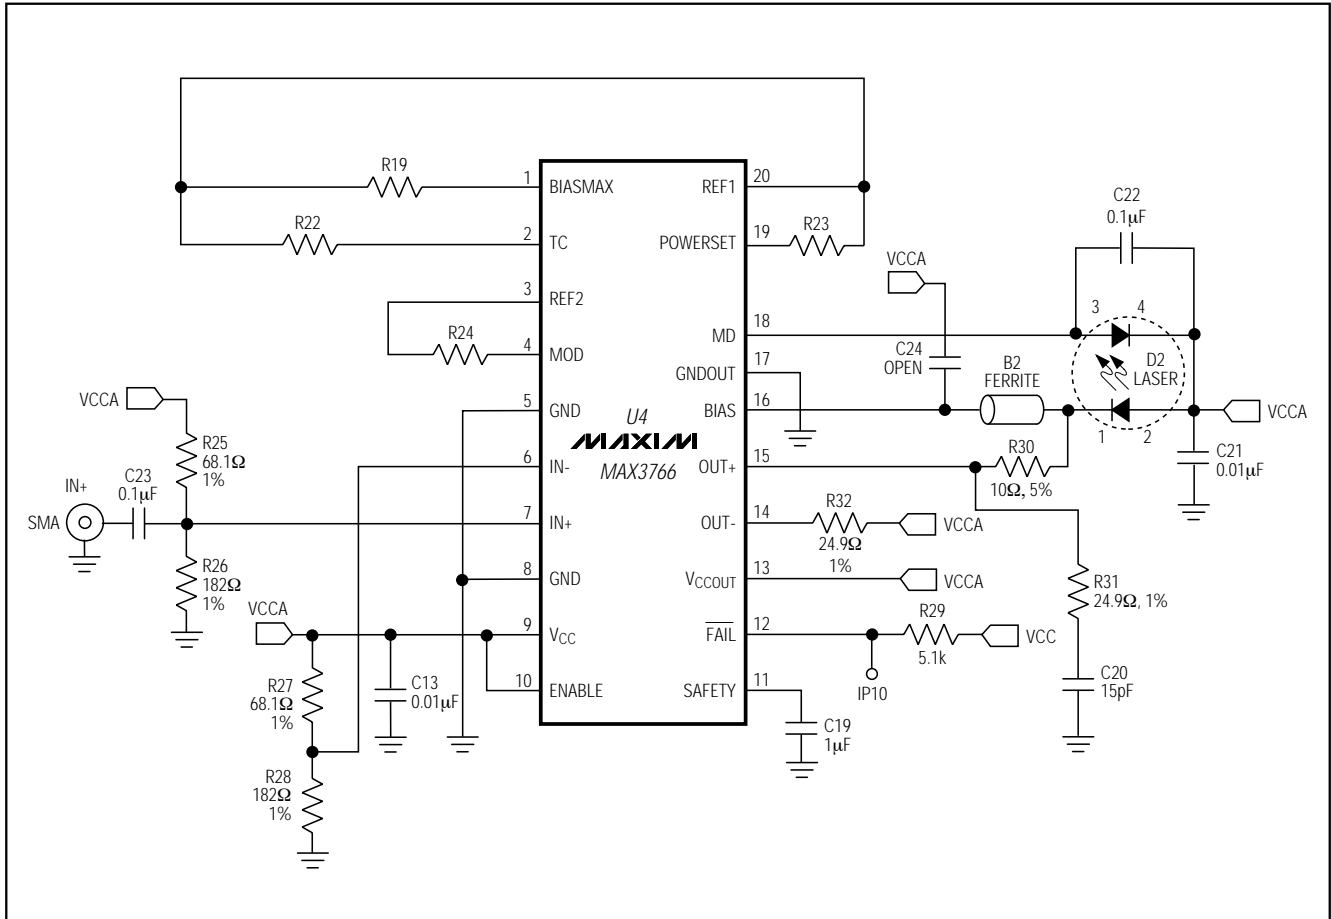 R19
R22
R24
VCCA
R25
68.1Ω
1%
C23
0.1μF
IN+
SMA
R26
182Ω
1%
VCCA
R27
68.1Ω
1%
C13
0.01μF
R28
182Ω
1%
1 BIASMAX
2 TC
3 REF2
4 MOD
5 GND
6 IN-
7 IN+
8 GND
9 VCC
10 ENABLE
U4
MAXIM
MAX3766
REF1 20
POWERSET 19
MD 18
GNDOUT 17
BIAS 16
OUT+ 15
OUT- 14
VCCOUT 13
FAIL 12
SAFETY 11
R23
VCCA
C24
OPEN
B2
FERRITE
C22
0.1μF
3 4
D2
LASER
1 2
VCCA
C21
0.01μF
R30
10Ω, 5%
R32
24.9Ω
1%
VCCA
VCCA
R31
24.9Ω, 1%
R29
5.1k
VCC
IP10
C20
15pF
C19
1μF